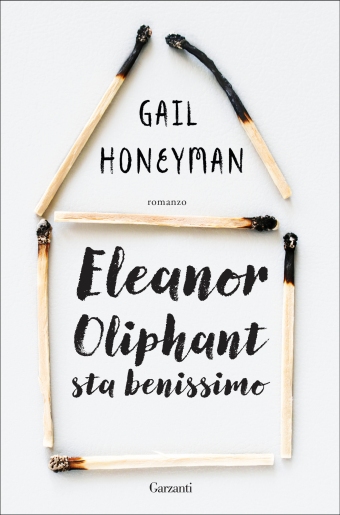 GAIL
HONEYMAN
romanzo
Eleanor
Oliphant
sta benissimo
Garzanti